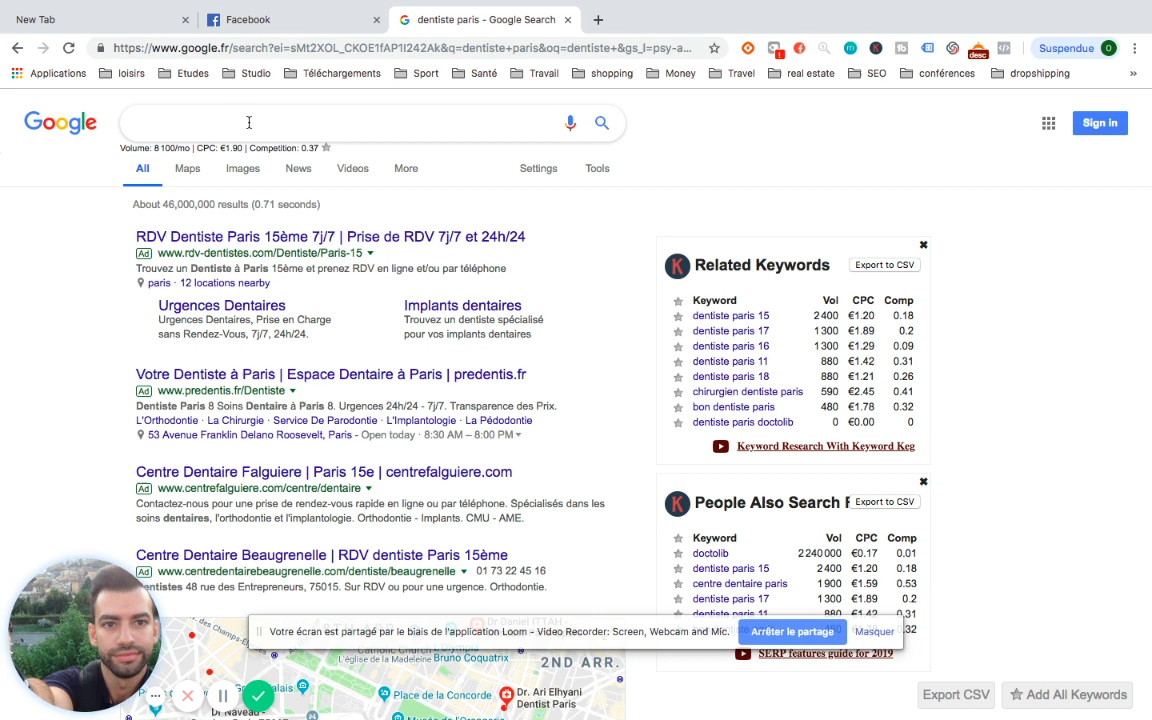 New Tab
Facebook
dentiste paris - Google Search
https://www.google.fr/search?ei=sMt2XOL_CKOE1fAP1I242Ak&q=dentiste+paris&oq=dentiste+&gs_l=psy-a...
desc
Suspendue
Applications
loisirs
Etudes
Studio
Téléchargements
Sport
Santé
Travail
shopping
Money
Travel
real estate
SEO
conférences
dropshipping
Google
Sign in
Volume: 8 100/mo | CPC: €1.90 | Competition: 0.37
All
Maps
Images
News
Videos
More
Settings
Tools
About 46,000,000 results (0.71 seconds)
RDV Dentiste Paris 15ème 7j/7 | Prise de RDV 7j/7 et 24h/24
Ad www.rdv-dentistes.com/Dentiste/Paris-15
Trouvez un Dentiste à Paris 15ème et prenez RDV en ligne et/ou par téléphone
paris · 12 locations nearby
Urgences Dentaires
Urgences Dentaires, Prise en Charge
sans Rendez-Vous, 7j/7, 24h/24.
Implants dentaires
Trouvez un dentiste spécialisé
pour vos implants dentaires
Votre Dentiste à Paris | Espace Dentaire à Paris | predentis.fr
Ad www.predentis.fr/Dentiste
Dentiste Paris 8 Soins Dentaire à Paris 8. Urgences 24h/24 - 7j/7. Transparence des Prix.
L'Orthodontie · La Chirurgie · Service De Parodontie · L'Implantologie · La Pédodontie
53 Avenue Franklin Delano Roosevelt, Paris - Open today · 8:30 AM – 8:00 PM
Centre Dentaire Falguiere | Paris 15e | centrefalguiere.com
Ad www.centrefalguiere.com/centre/dentaire
Contactez-nous pour une prise de rendez-vous rapide en ligne ou par téléphone. Spécialisés dans les
soins dentaires, l'orthodontie et l'implantologie. Orthodontie - Implants. CMU - AME.
Centre Dentaire Beaugrenelle | RDV dentiste Paris 15ème
Ad www.centredentairebeaugrenelle.com/dentiste/beaugrenelle 01 73 22 45 16
entistes 48 rue des Entrepreneurs, 75015. Sur RDV ou pour une urgence. Orthodontie.
Related Keywords
Export to CSV
Keyword Vol CPC Comp
dentiste paris 15 2 400 €1.20 0.18
dentiste paris 17 1 300 €1.89 0.2
dentiste paris 16 1 300 €1.29 0.09
dentiste paris 11 880 €1.42 0.31
dentiste paris 18 880 €1.21 0.26
chirurgien dentiste paris 590 €2.45 0.41
bon dentiste paris 480 €1.78 0.32
dentiste paris doctolib 0 €0.00 0
Keyword Research With Keyword Keg
People Also Search F
Export to CSV
Keyword Vol CPC Comp
doctolib 2 240 000 €0.17 0.01
dentiste paris 15 2 400 €1.20 0.18
centre dentaire paris 1 900 €1.59 0.53
dentiste paris 17 1 300 €1.89 0.2
dentiste paris 11 880 €1.42 0.31
0.32
SERP features guide for 2019
Votre écran est partagé par le biais de l'application Loom - Video Recorder: Screen, Webcam and Mic.
Arrêter le partage
Masquer
Bruno Coquatrix
2ND ARR.
Place de la Concorde
Dr. Ari Elhyani
Dentist Paris
Export CSV
Add All Keywords